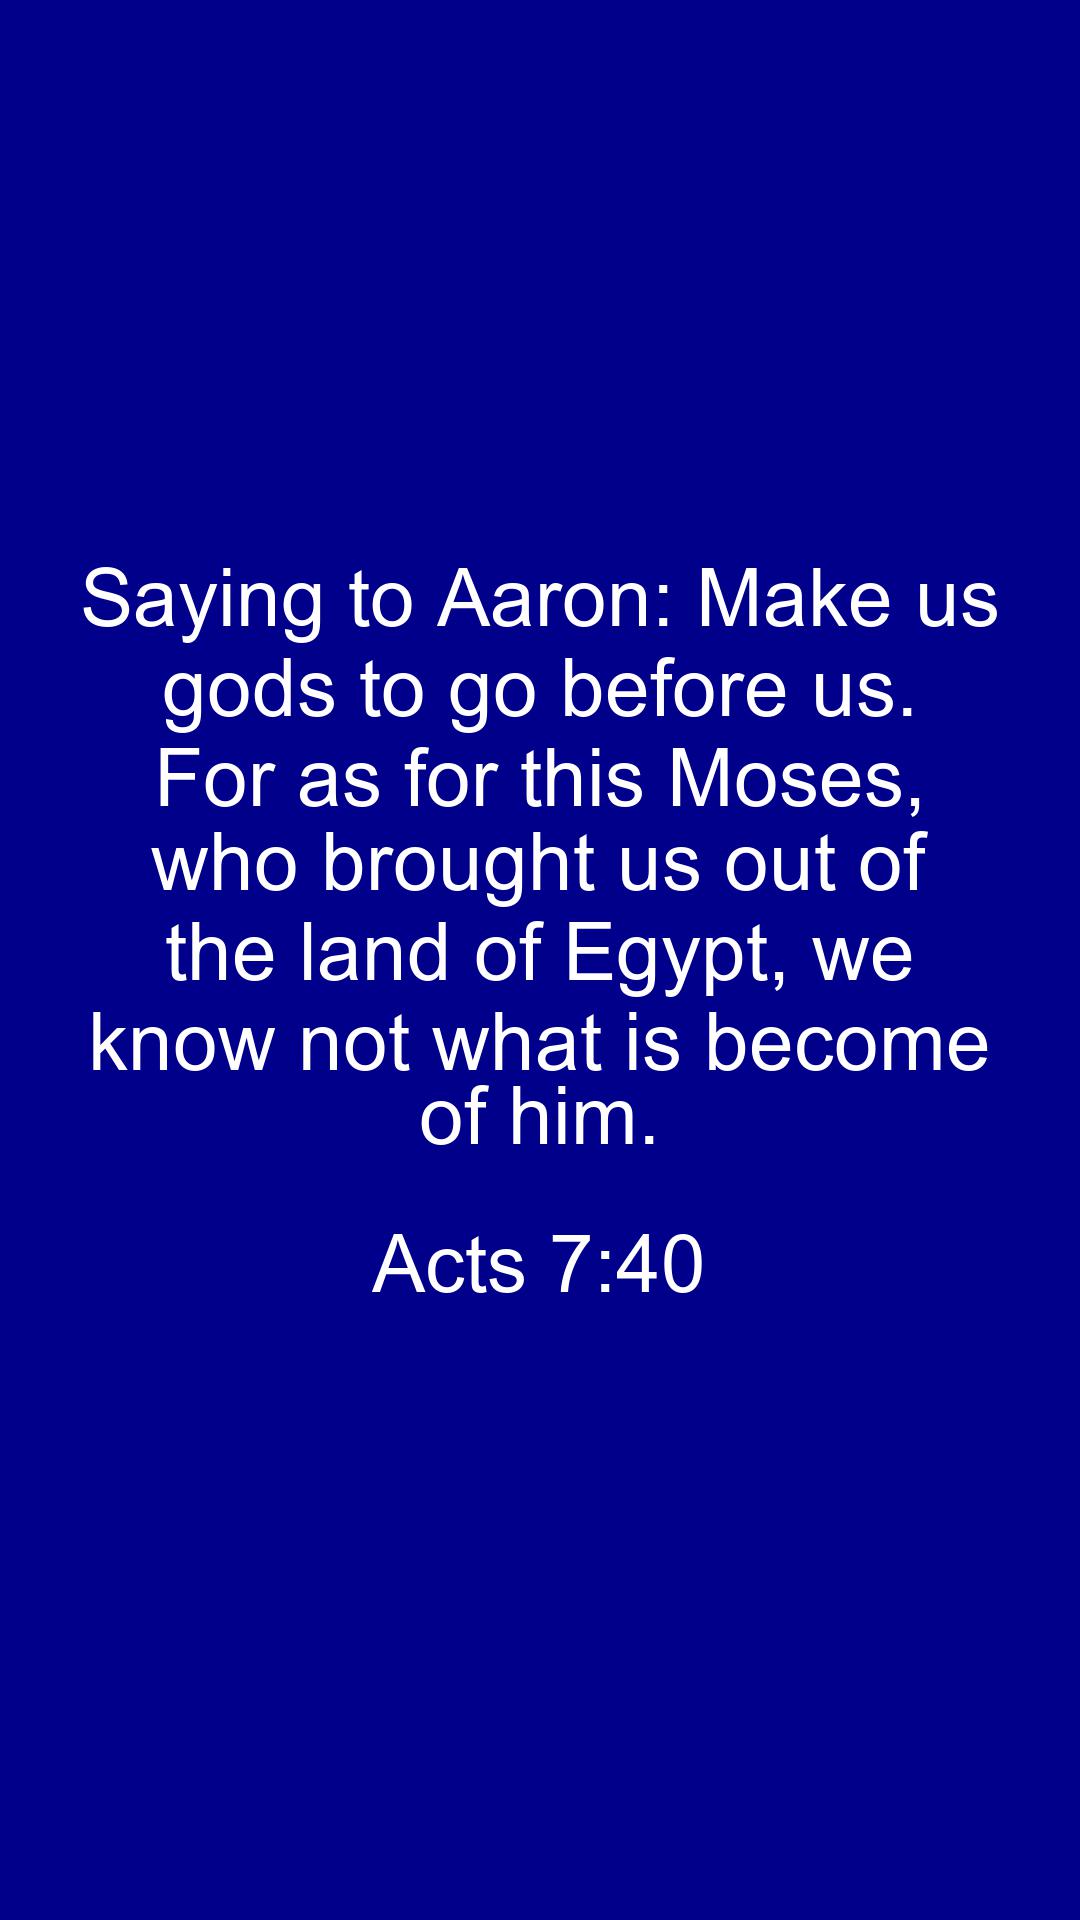 Saying to Aaron: Make us
gods to go before us.
For as for this Moses,
who brought us out of
the land of Egypt, we
know not what is become
of him.
Acts 7:40